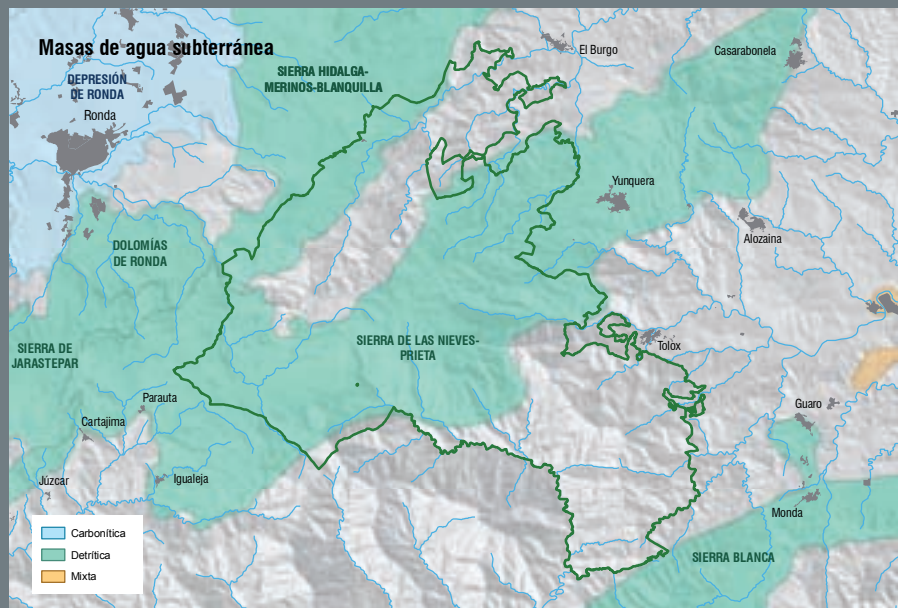 Masas de agua subterránea
El Burgo
Casarabonela
SIERRA HIDALGA-
MERINOS-BLANQUILLA
DEPRESIÓN
DE RONDA
Ronda
Yunquera
Alozaina
DOLOMÍAS
DE RONDA
SIERRA DE LAS NIEVES-
PRIETA
Tolox
SIERRA DE
JARASTEPAR
Parauta
Cartajima
Guaro
Igualeja
Júzcar
Monda
SIERRA BLANCA
Carbonítica
Detrítica
Mixta